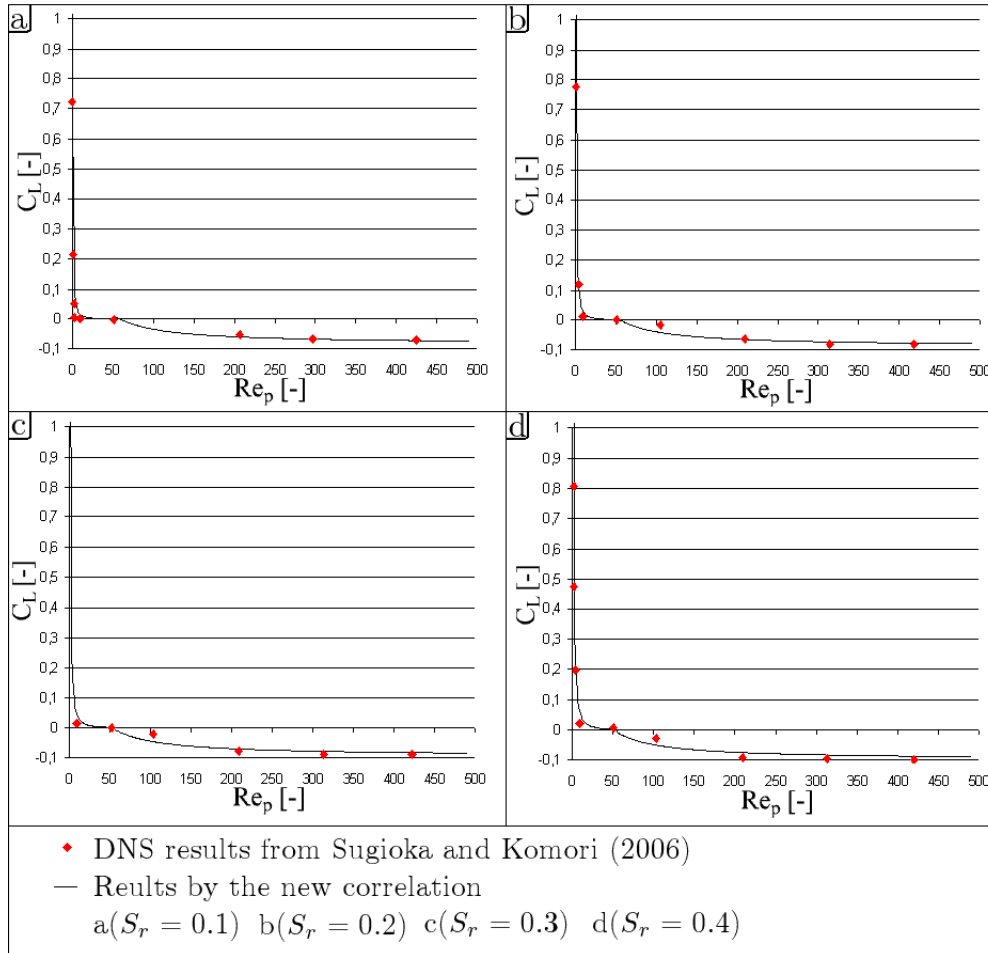 a
1
0,9
0,8
0,7
0,6
0,5
0,4
0,3
0,2
0,1
0
-0,1
C_L [-]
0 50 100 150 200 250 300 350 400 450 500
Re_p [-]
b
1
0,9
0,8
0,7
0,6
0,5
0,4
0,3
0,2
0,1
0
-0,1
C_L [-]
0 50 100 150 200 250 300 350 400 450 500
Re_p [-]
c
1
0,9
0,8
0,7
0,6
0,5
0,4
0,3
0,2
0,1
0
-0,1
C_L [-]
0 50 100 150 200 250 300 350 400 450 500
Re_p [-]
d
1
0,9
0,8
0,7
0,6
0,5
0,4
0,3
0,2
0,1
0
-0,1
C_L [-]
0 50 100 150 200 250 300 350 400 450 500
Re_p [-]
DNS results from Sugioka and Komori (2006)
Reults by the new correlation
a(S_r = 0.1) b(S_r = 0.2) c(S_r = 0.3) d(S_r = 0.4)